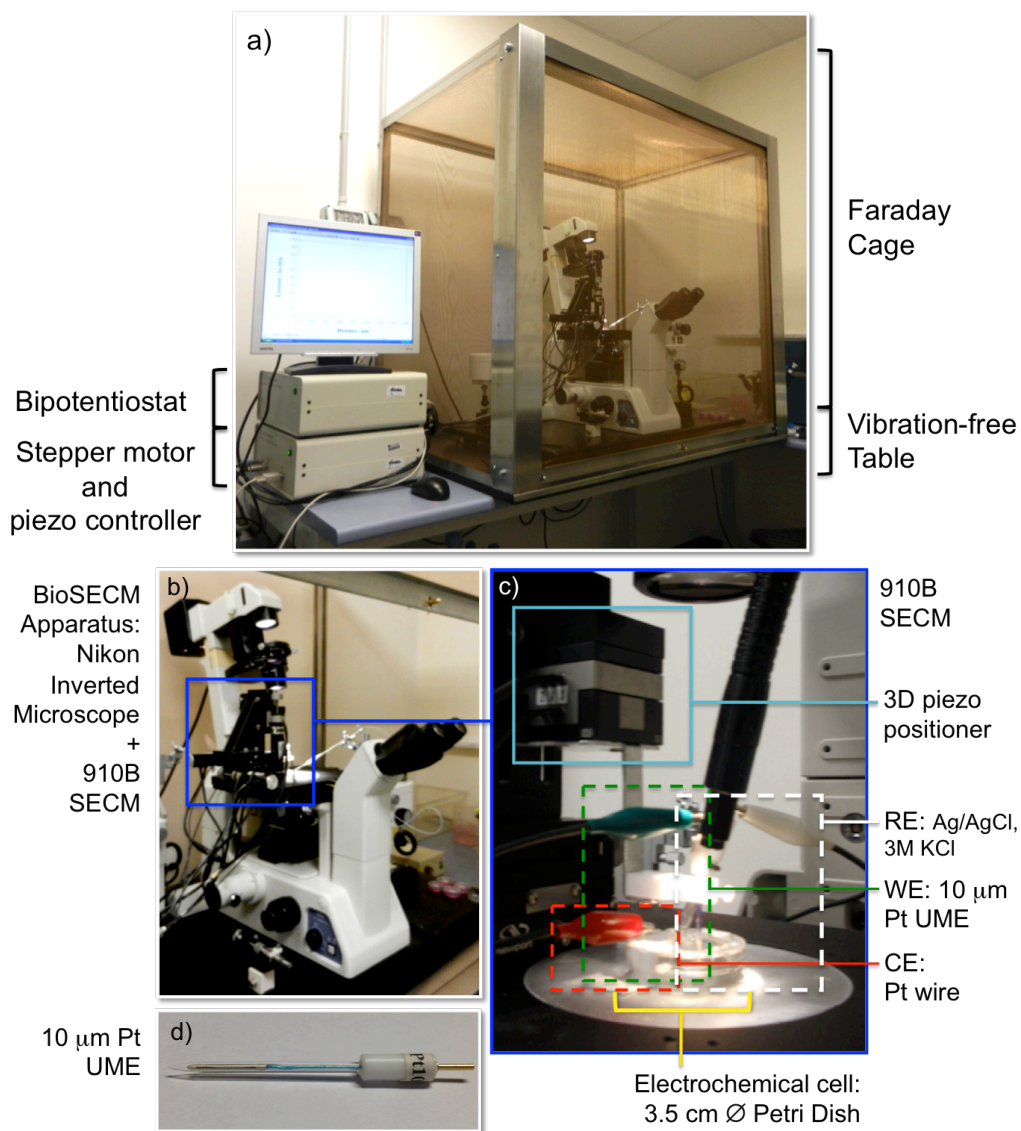 a)
Faraday
Cage
Bipotentiostat
Stepper motor
and
piezo controller
Vibration-free
Table
BioSECM
Apparatus:
Nikon
Inverted
Microscope
+
910B
SECM
b)
c)
910B
SECM
3D piezo
positioner
RE: Ag/AgCl,
3M KCl
WE: 10 μm
Pt UME
CE:
Pt wire
10 μm Pt
UME
d)
Pt10
Electrochemical cell:
3.5 cm ∅ Petri Dish